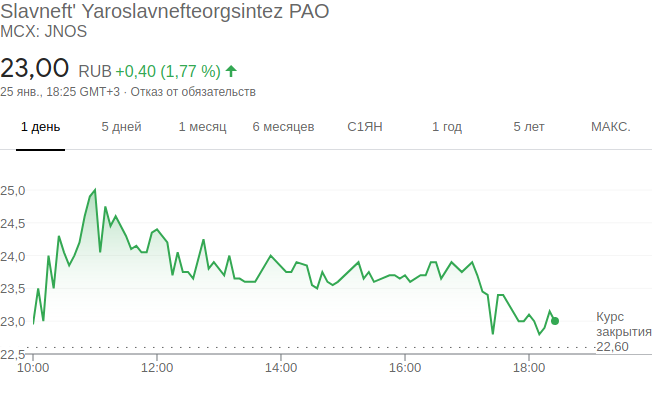 Slavneft' Yaroslavnefteorgsintez PAO
MCX: JNOS
23,00 RUB +0,40 (1,77 %)
25 янв., 18:25 GMT+3 · Отказ от обязательств
1 день 5 дней 1 месяц 6 месяцев С1ЯН 1 год 5 лет МАКС.
25,0
24,5
24,0
23,5
23,0
22,5
Курс
закрытия
22,60
10:00 12:00 14:00 16:00 18:00